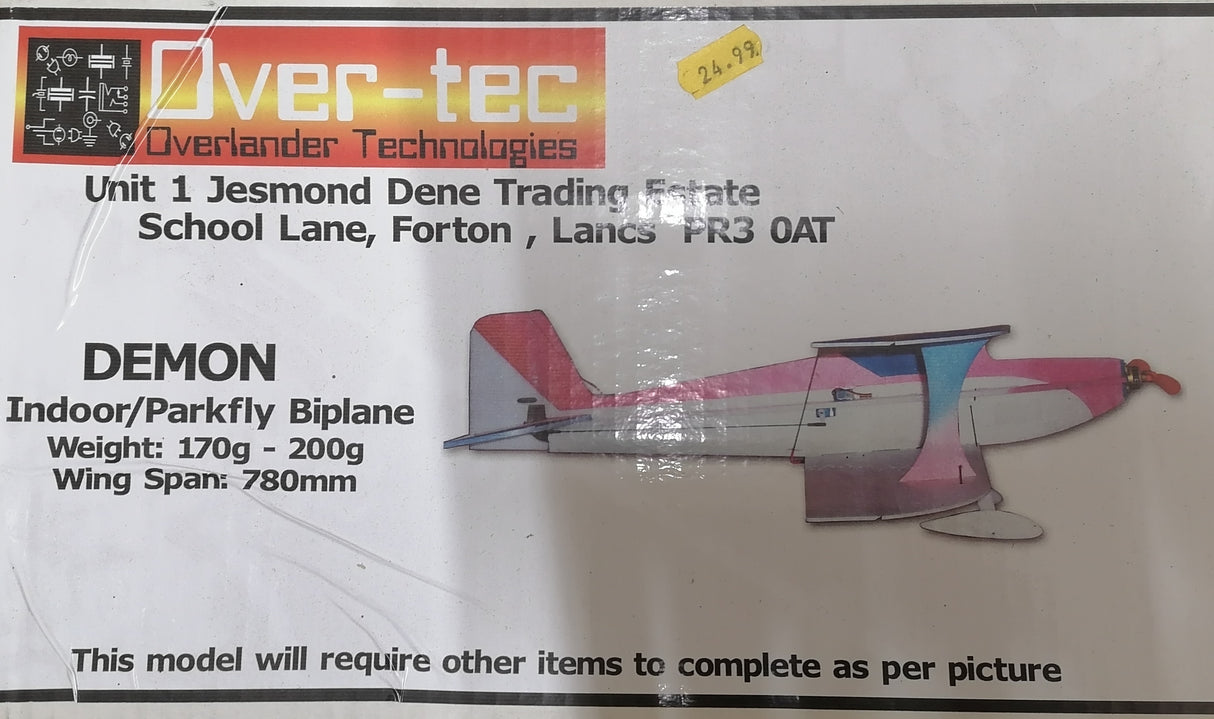 Over-tec
24.99
Overlander Technologies
Unit 1 Jesmond Dene Trading Estate
School Lane, Forton , Lancs PR3 0AT
DEMON
Indoor/Parkfly Biplane
Weight: 170g - 200g
Wing Span: 780mm
This model will require other items to complete as per picture